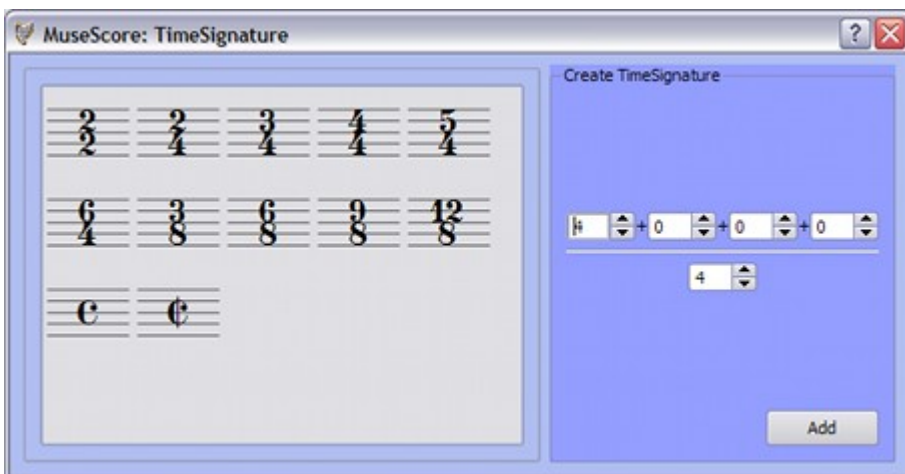 MuseScore: TimeSignature
Create TimeSignature
2 2 3 4 5
2 4 4 4 4
6 3 6 9 12
4 8 8 8 8
+ 0 + 0 + 0
4
Add